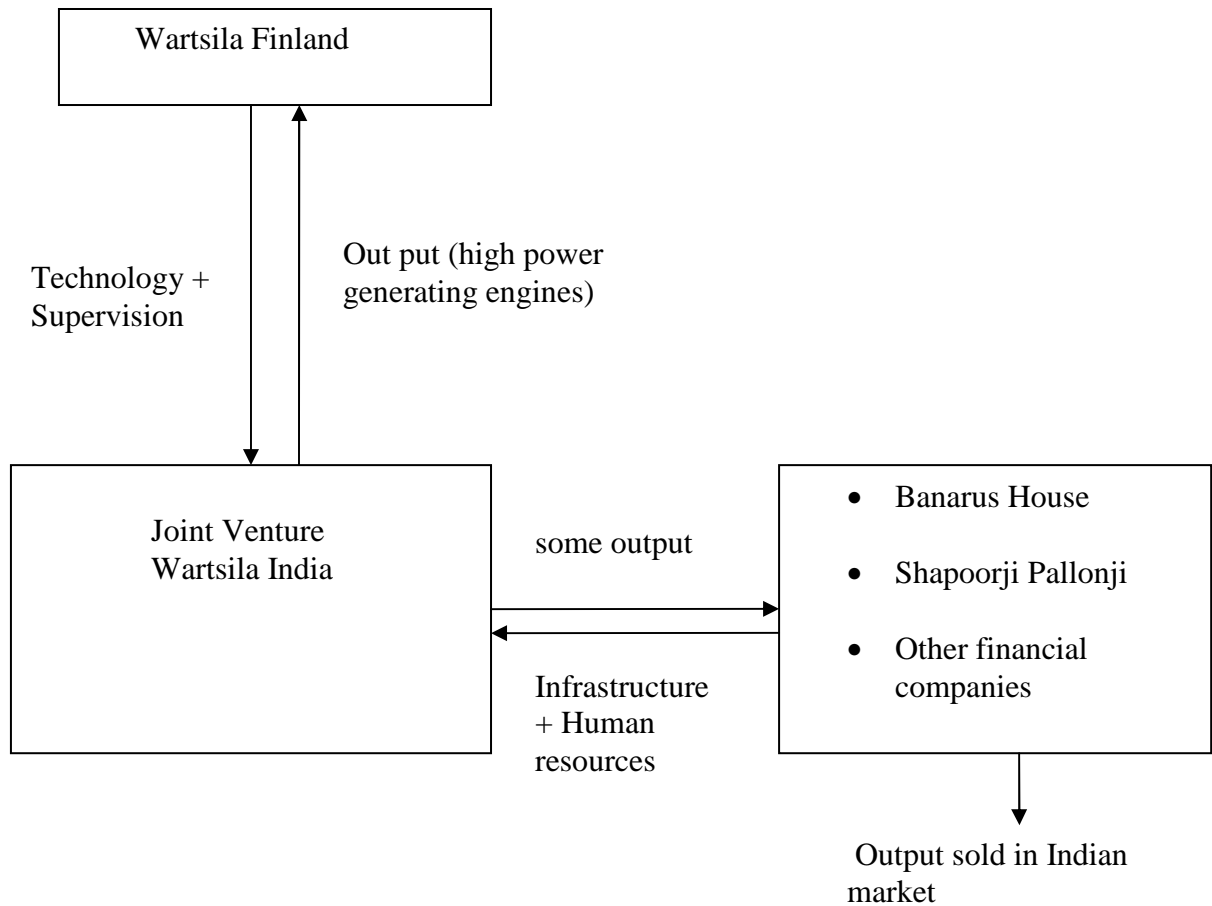 Wartsila Finland
Technology +
Supervision
Out put (high power
generating engines)
Joint Venture
Wartsila India
some output
Infrastructure
+ Human
resources
• Banarus House
• Shapoorji Pallonji
• Other financial
companies
Output sold in Indian
market